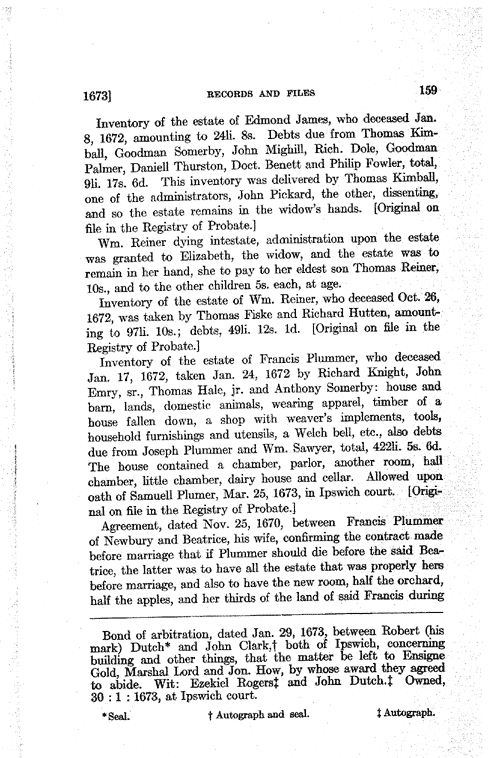 1673] RECORDS AND FILES 159
Inventory of the estate of Edmond James, who deceased Jan.
8, 1672, amounting to 24li. 8s. Debts due from Thomas Kim-
ball, Goodman Somerby, John Mighill, Rich. Dole, Goodman
Palmer, Daniell Thurston, Doct. Benett and Philip Fowler, total,
9li. 17s. 6d. This inventory was delivered by Thomas Kimball,
one of the administrators, John Pickard, the other, dissenting,
and so the estate remains in the widow's hands. [Original on
file in the Registry of Probate.]
Wm. Reiner dying intestate, administration upon the estate
was granted to Elizabeth, the widow, and the estate was to
remain in her hand, she to pay to her eldest son Thomas Reiner,
10s., and to the other children 5s. each, at age.
Inventory of the estate of Wm. Reiner, who deceased Oct. 26,
1672, was taken by Thomas Fiske and Richard Hutten, amount-
ing to 97li. 10s.; debts, 49li. 12s. 1d. [Original on file in the
Registry of Probate.]
Inventory of the estate of Francis Plummer, who deceased
Jan. 17, 1672, taken Jan. 24, 1672 by Richard Knight, John
Emry, sr., Thomas Hale, jr. and Anthony Somerby: house and
barn, lands, domestic animals, wearing apparel, timber of a
house fallen down, a shop with weaver's implements, tools,
household furnishings and utensils, a Welch bell, etc., also debts
due from Joseph Plummer and Wm. Sawyer, total, 422li. 5s. 6d.
The house contained a chamber, parlor, another room, hall
chamber, little chamber, dairy house and cellar. Allowed upon
oath of Samuell Plumer, Mar. 25, 1673, in Ipswich court. [Origi-
nal on file in the Registry of Probate.]
Agreement, dated Nov. 25, 1670, between Francis Plummer
of Newbury and Beatrice, his wife, confirming the contract made
before marriage that if Plummer should die before the said Bea-
trice, the latter was to have all the estate that was properly hers
before marriage, and also to have the new room, half the orchard,
half the apples, and her thirds of the land of said Francis during
Bond of arbitration, dated Jan. 29, 1673, between Robert (his
mark) Dutch* and John Clark,† both of Ipswich, concerning
building and other things, that the matter be left to Ensigne
Gold, Marshal Lord and Jon. How, by whose award they agreed
to abide. Wit: Ezekiel Rogers‡ and John Dutch.‡ Owned,
30 : 1 : 1673, at Ipswich court.
*Seal. † Autograph and seal. ‡ Autograph.